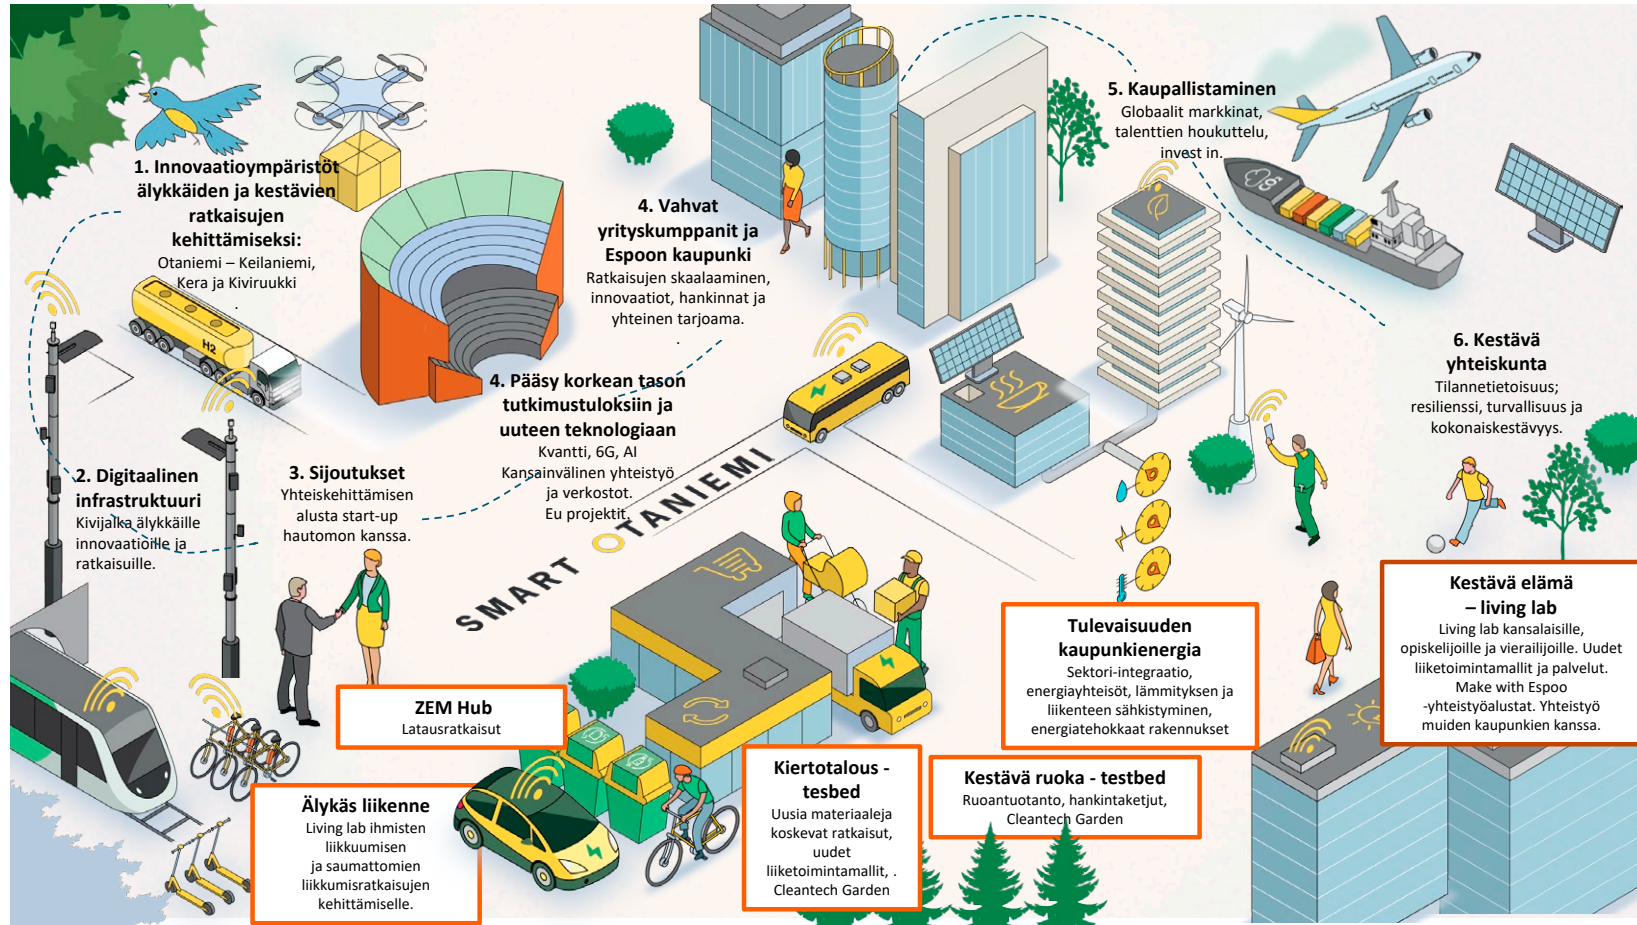 1. Innovaatioympäristöt
älykkäiden ja kestävien
ratkaisujen
kehittämiseksi:
Otaniemi – Keilaniemi,
Kera ja Kiviruukki
.
H2
2. Digitaalinen
infrastruktuuri
Kivijalka älykkäille
innovaatioille ja
ratkaisuille.
3. Sijoutukset
Yhteiskehittämisen
alusta start-up
hautomon kanssa.
4. Pääsy korkean tason
tutkimustuloksiin ja
uuteen teknologiaan
Kvantti, 6G, AI
Kansainvälinen yhteistyö
ja verkostot.
Eu projektit.
4. Vahvat
yrityskumppanit ja
Espoon kaupunki
Ratkaisujen skaalaaminen,
innovaatiot, hankinnat ja
yhteinen tarjoama.
.
5. Kaupallistaminen
Globaalit markkinat,
talenttien houkuttelu,
invest in.
6. Kestävä
yhteiskunta
Tilannetietoisuus;
resilienssi, turvallisuus ja
kokonaiskestävyys.
SMART OTANIEMI
ZEM Hub
Latausratkaisut
Älykäs liikenne
Living lab ihmisten
liikkuumisen
ja saumattomien
liikkumisratkaisujen
kehittämiselle.
Kiertotalous -
tesbed
Uusia materiaaleja
koskevat ratkaisut,
uudet
liiketoimintamallit, .
Cleantech Garden
Tulevaisuuden
kaupunkienergia
Sektori-integraatio,
energiayhteisöt, lämmityksen ja
liikenteen sähkistyminen,
energiatehokkaat rakennukset
Kestävä ruoka - testbed
Ruoantuotanto, hankintaketjut,
Cleantech Garden
Kestävä elämä
– living lab
Living lab kansalaisille,
opiskelijoille ja vierailijoille. Uudet
liiketoimintamallit ja palvelut.
Make with Espoo
-yhteistyöalustat. Yhteistyö
muiden kaupunkien kanssa.